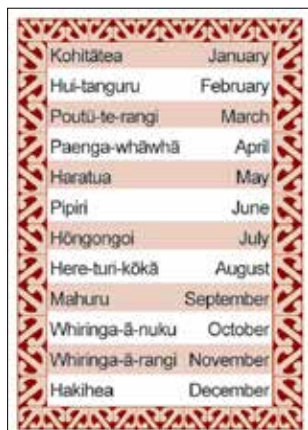 Kohitātea January
Hui-tanguru February
Poutū-te-rangi March
Paenga-whāwhā April
Haratua May
Pipiri June
Hōngongoi July
Here-turi-kōkā August
Mahuru September
Whiringa-ā-nuku October
Whiringa-ā-rangi November
Hakihea December